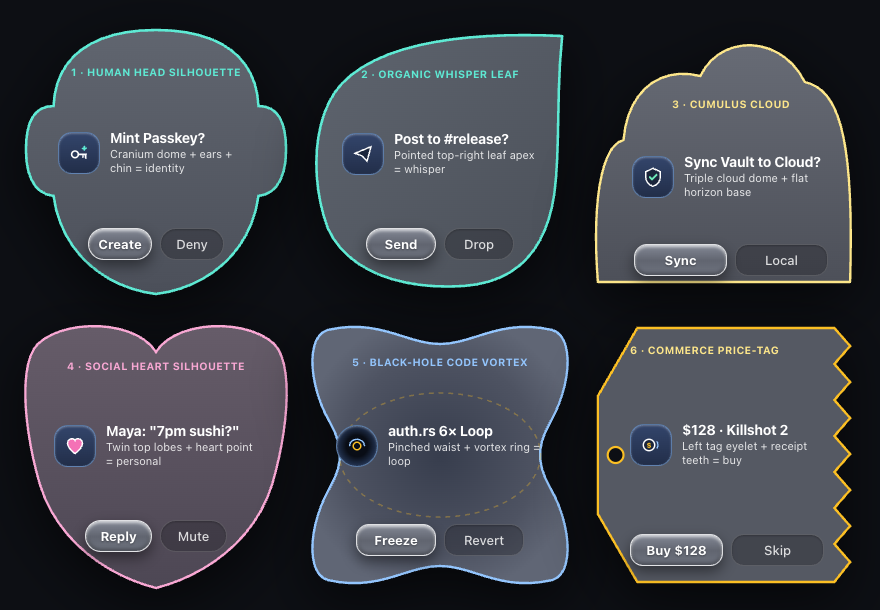 1 · HUMAN HEAD SILHOUETTE
Mint Passkey?
Cranium dome + ears +
chin = identity
Create
Deny
2 · ORGANIC WHISPER LEAF
Post to #release?
Pointed top-right leaf apex
= whisper
Send
Drop
3 · CUMULUS CLOUD
Sync Vault to Cloud?
Triple cloud dome + flat
horizon base
Sync
Local
4 · SOCIAL HEART SILHOUETTE
Maya: "7pm sushi?"
Twin top lobes + heart point
= personal
Reply
Mute
5 · BLACK-HOLE CODE VORTEX
auth.rs 6× Loop
Pinched waist + vortex ring =
loop
Freeze
Revert
6 · COMMERCE PRICE-TAG
$
$128 · Killshot 2
Left tag eyelet + receipt
teeth = buy
Buy $128
Skip